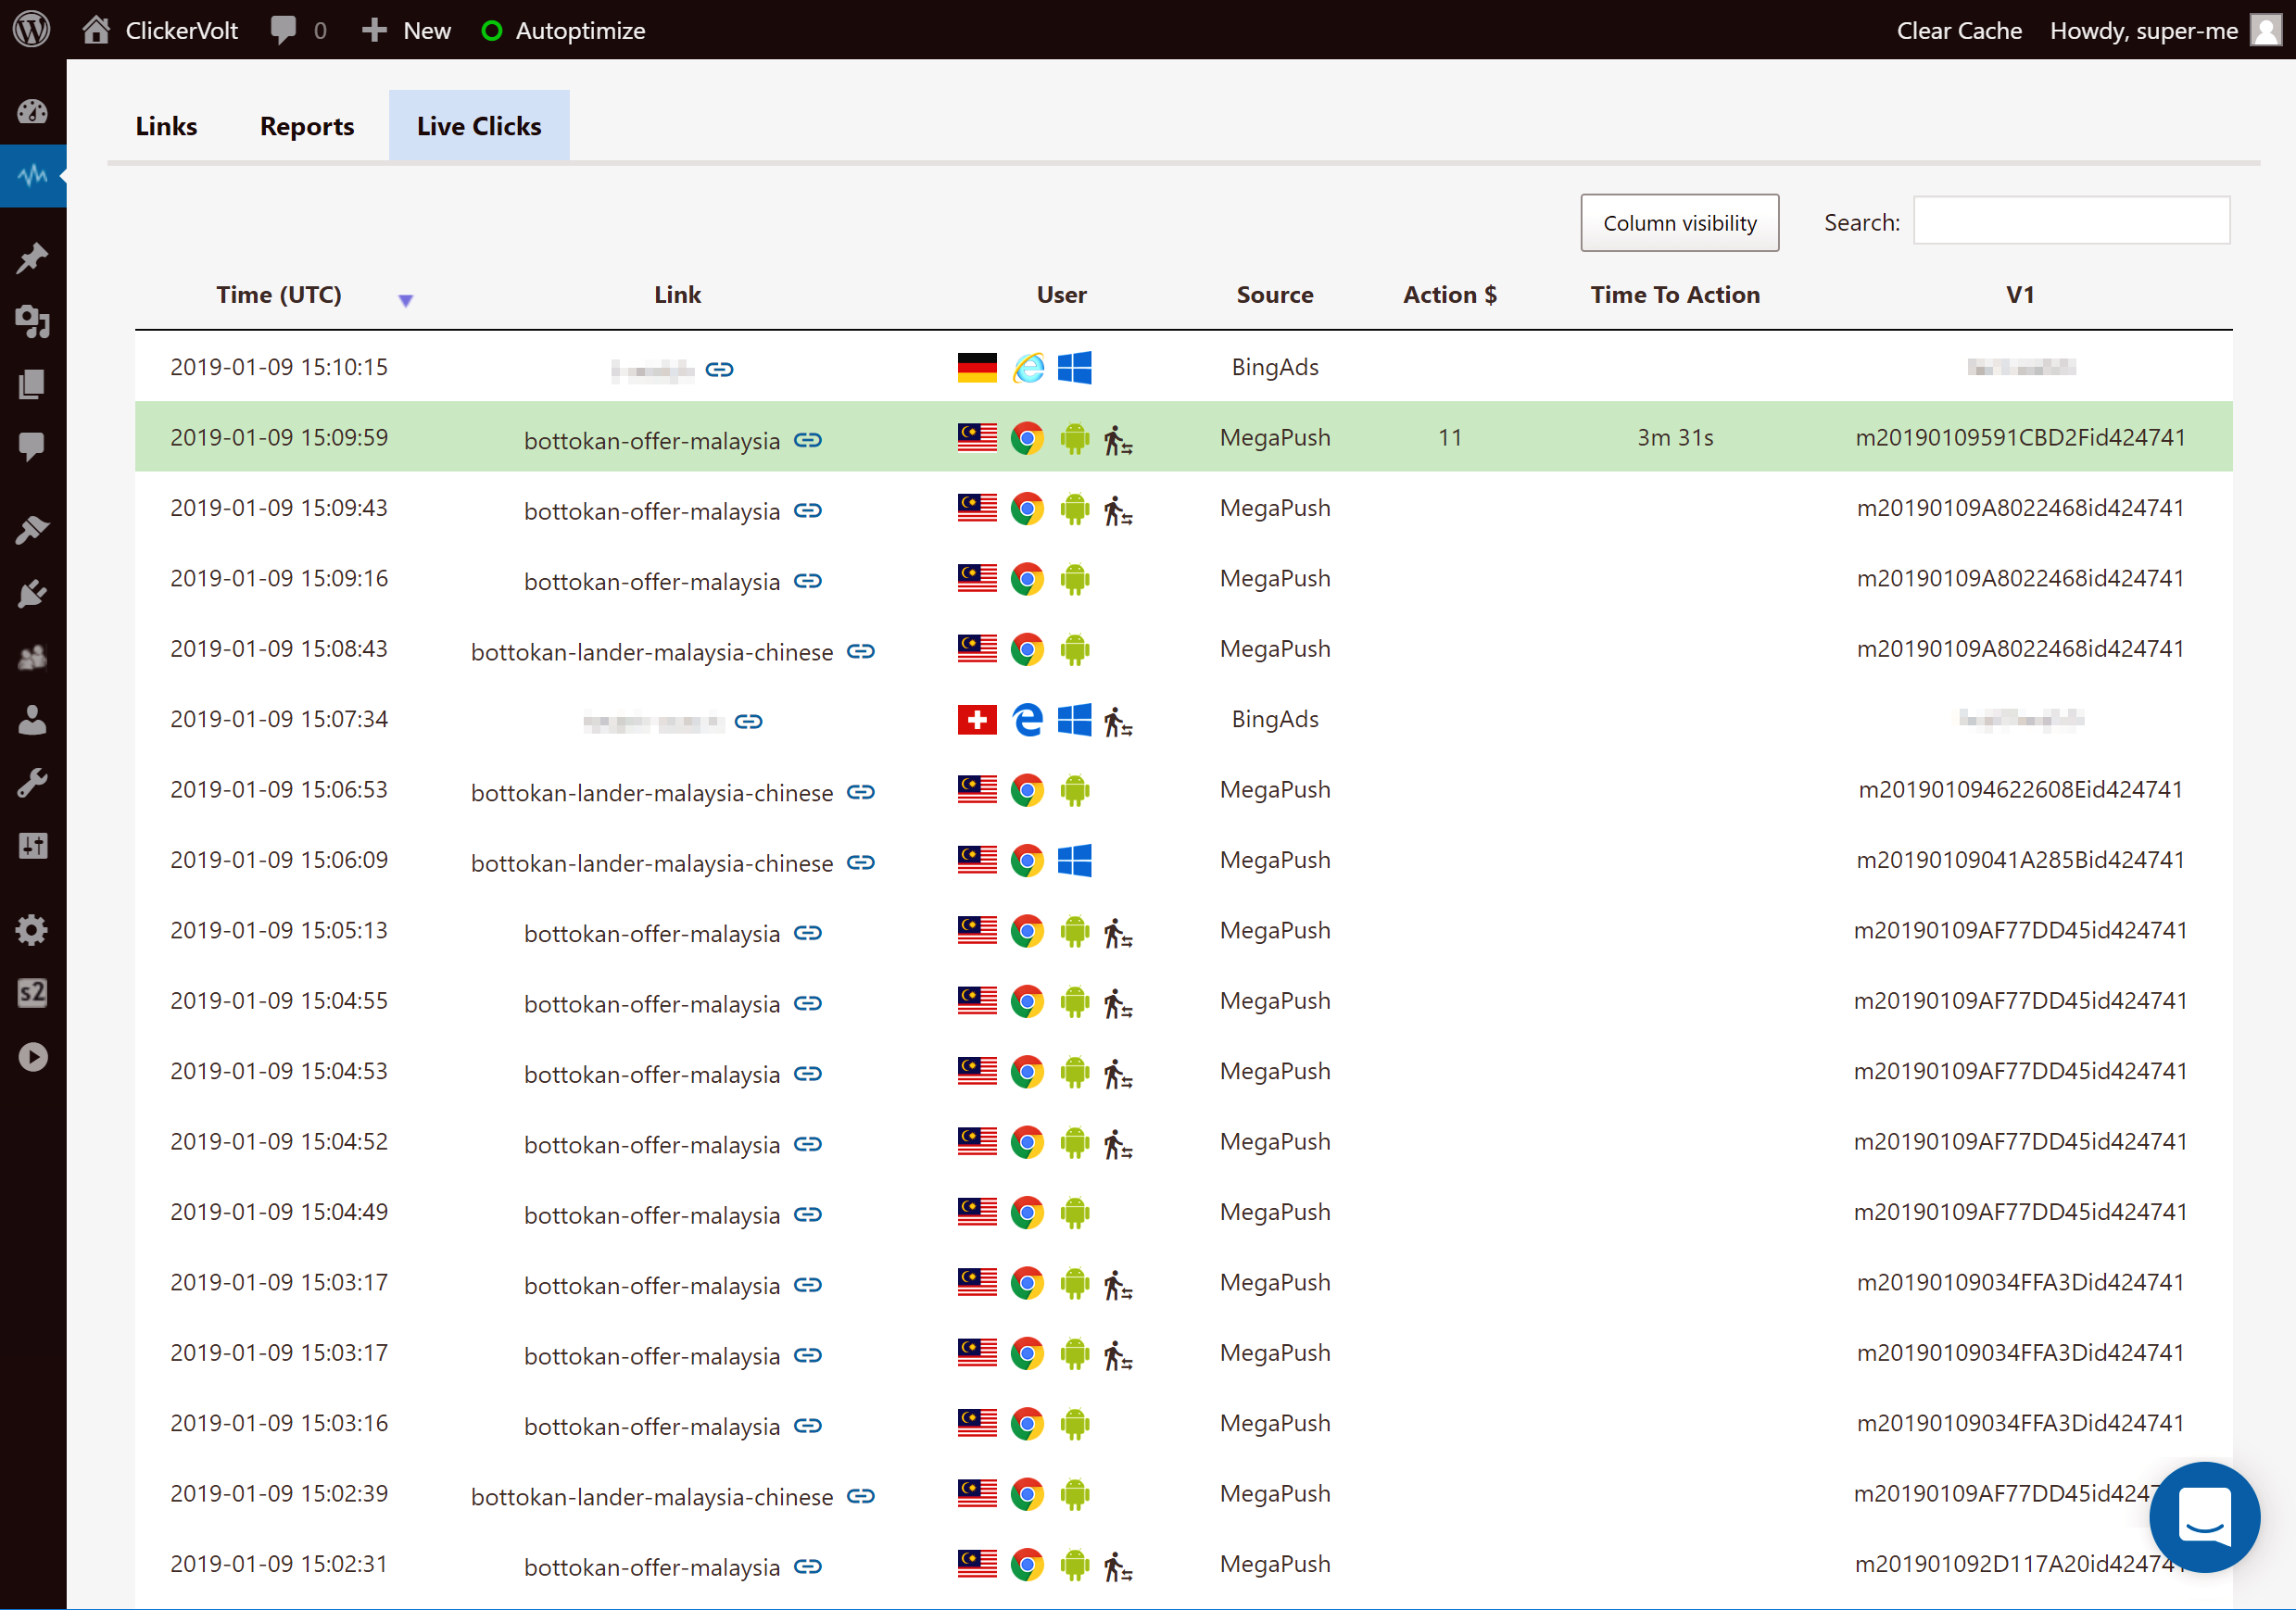 ClickerVolt 0 New Autoptimize Clear Cache Howdy, super-me
Links Reports Live Clicks
Column visibility Search:
Time (UTC) Link User Source Action $ Time To Action V1
2019-01-09 15:10:15 BingAds
2019-01-09 15:09:59 bottokan-offer-malaysia MegaPush 11 3m 31s m20190109591CBD2Fid424741
2019-01-09 15:09:43 bottokan-offer-malaysia MegaPush m20190109A8022468id424741
2019-01-09 15:09:16 bottokan-offer-malaysia MegaPush m20190109A8022468id424741
2019-01-09 15:08:43 bottokan-lander-malaysia-chinese MegaPush m20190109A8022468id424741
2019-01-09 15:07:34 BingAds
2019-01-09 15:06:53 bottokan-lander-malaysia-chinese MegaPush m201901094622608Eid424741
2019-01-09 15:06:09 bottokan-lander-malaysia-chinese MegaPush m20190109041A285Bid424741
2019-01-09 15:05:13 bottokan-offer-malaysia MegaPush m20190109AF77DD45id424741
2019-01-09 15:04:55 bottokan-offer-malaysia MegaPush m20190109AF77DD45id424741
2019-01-09 15:04:53 bottokan-offer-malaysia MegaPush m20190109AF77DD45id424741
2019-01-09 15:04:52 bottokan-offer-malaysia MegaPush m20190109AF77DD45id424741
2019-01-09 15:04:49 bottokan-offer-malaysia MegaPush m20190109AF77DD45id424741
2019-01-09 15:03:17 bottokan-offer-malaysia MegaPush m20190109034FFA3Did424741
2019-01-09 15:03:17 bottokan-offer-malaysia MegaPush m20190109034FFA3Did424741
2019-01-09 15:03:16 bottokan-offer-malaysia MegaPush m20190109034FFA3Did424741
2019-01-09 15:02:39 bottokan-lander-malaysia-chinese MegaPush m20190109AF77DD45id4247
2019-01-09 15:02:31 bottokan-offer-malaysia MegaPush m201901092D117A20id42474
s2